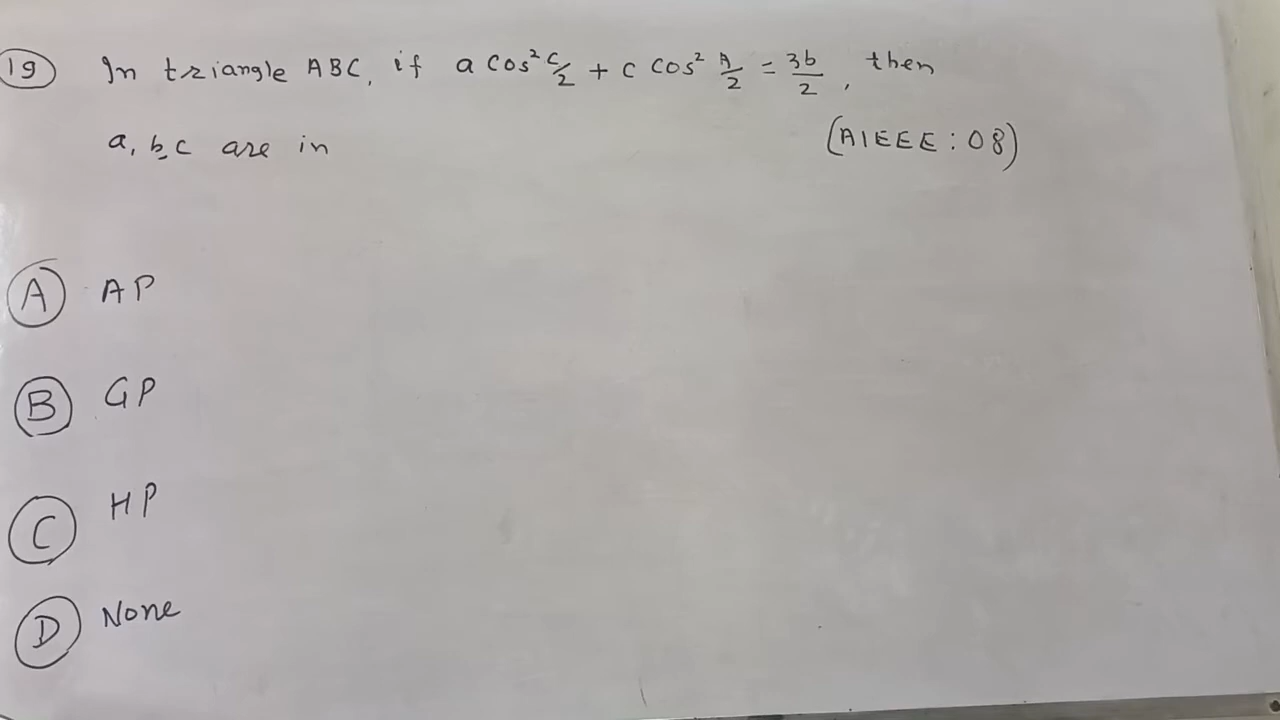 19 In triangle ABC, if a cos² C/2 + c cos² A/2 = 3b/2, then
a, b, c are in (AIEEE : 08)
A AP
B GP
C HP
D None